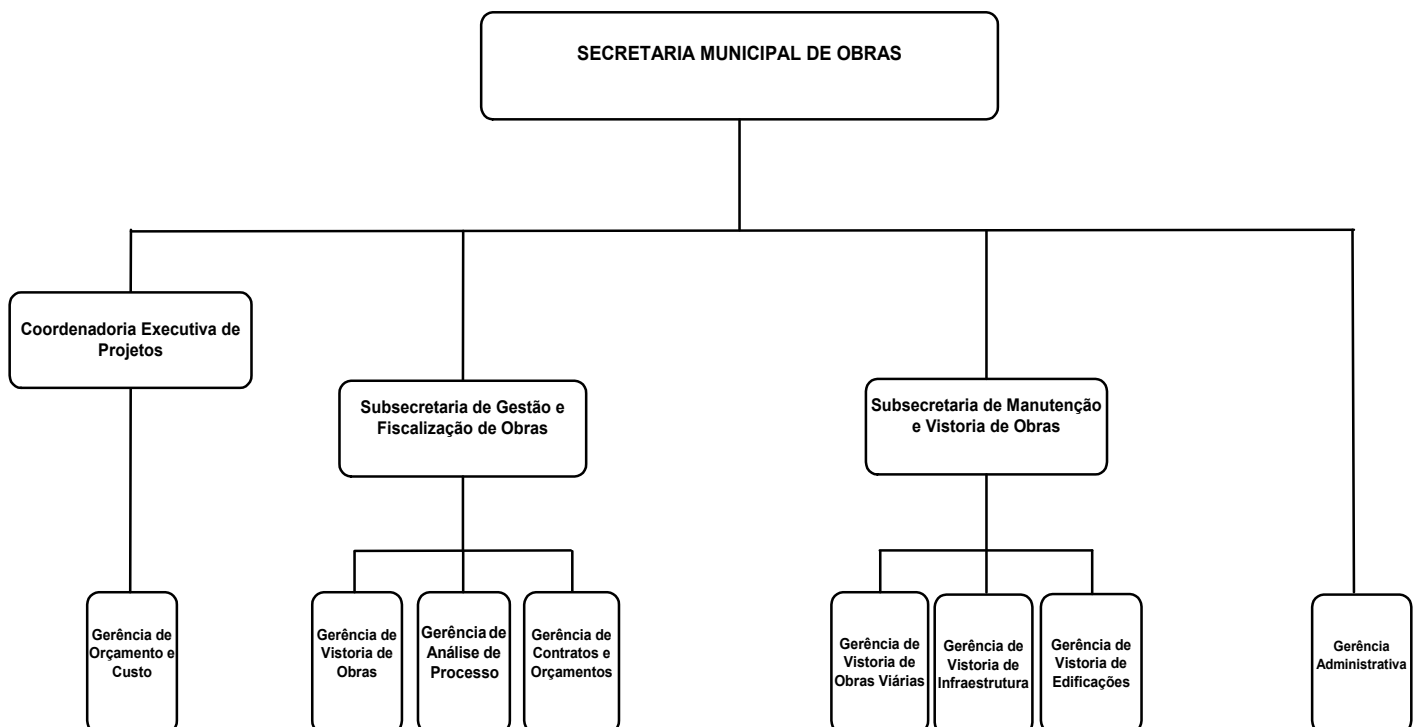 SECRETARIA MUNICIPAL DE OBRAS
Coordenadoria Executiva de
Projetos
Subsecretaria de Gestão e
Fiscalização de Obras
Subsecretaria de Manutenção
e Vistoria de Obras
Gerência de
Orçamento e
Custo
Gerência de
Vistoria de
Obras
Gerência de
Análise de
Processo
Gerência de
Contratos e
Orçamentos
Gerência de
Vistoria de
Obras Viárias
Gerência de
Vistoria de
Infraestrutura
Gerência de
Vistoria de
Edificações
Gerência
Administrativa